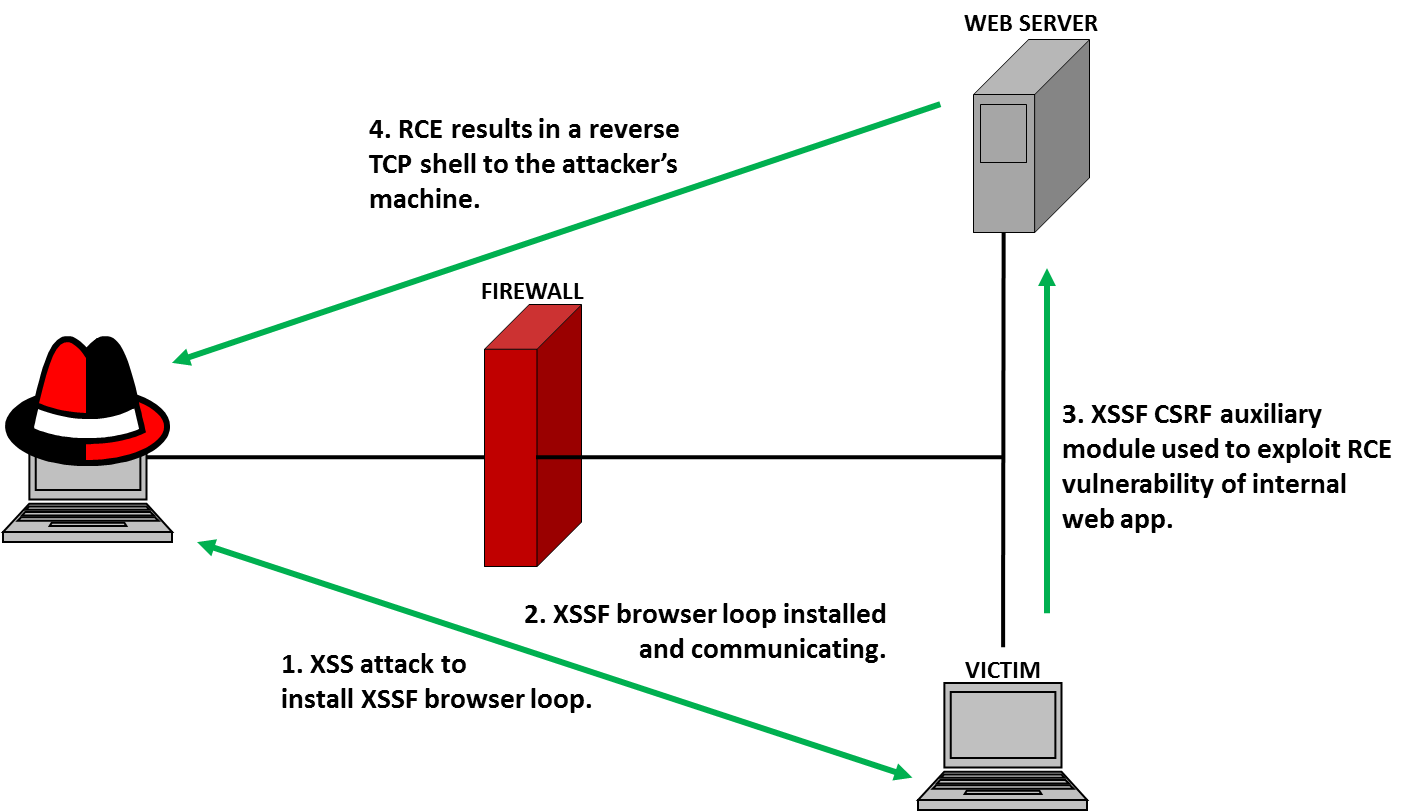 WEB SERVER
4. RCE results in a reverse
TCP shell to the attacker’s
machine.
FIREWALL
3. XSSF CSRF auxiliary
module used to exploit RCE
vulnerability of internal
web app.
2. XSSF browser loop installed
and communicating.
1. XSS attack to
install XSSF browser loop.
VICTIM